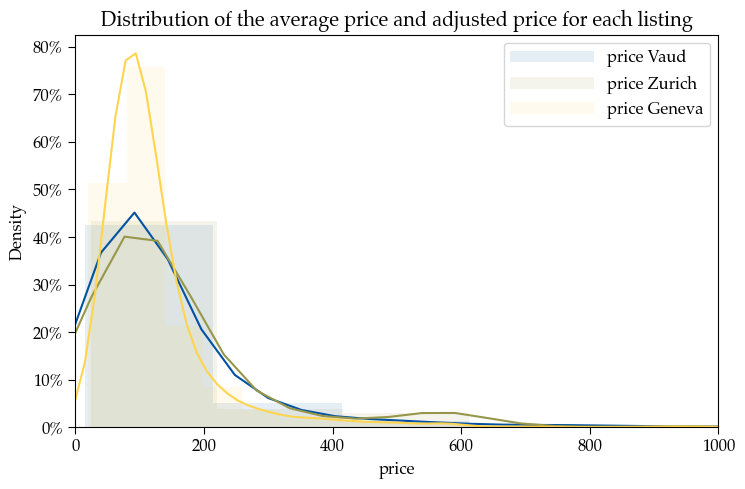 Distribution of the average price and adjusted price for each listing
80%
70%
60%
50%
40%
30%
20%
10%
0%
Density
price Vaud
price Zurich
price Geneva
0 200 400 600 800 1000
price